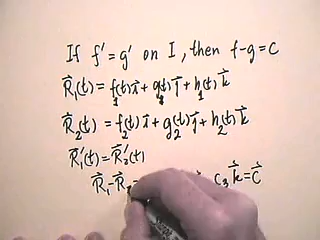 If f' = g' on I, then f-g = C
R⃗₁(t) = f₁(t)i⃗ + g₁(t)j⃗ + h₁(t)k⃗
R⃗₂(t) = f₂(t)i⃗ + g₂(t)j⃗ + h₂(t)k⃗
R⃗₁'(t) = R⃗₂'(t)
R⃗₁ - R⃗₂ = c₃k⃗ = C⃗